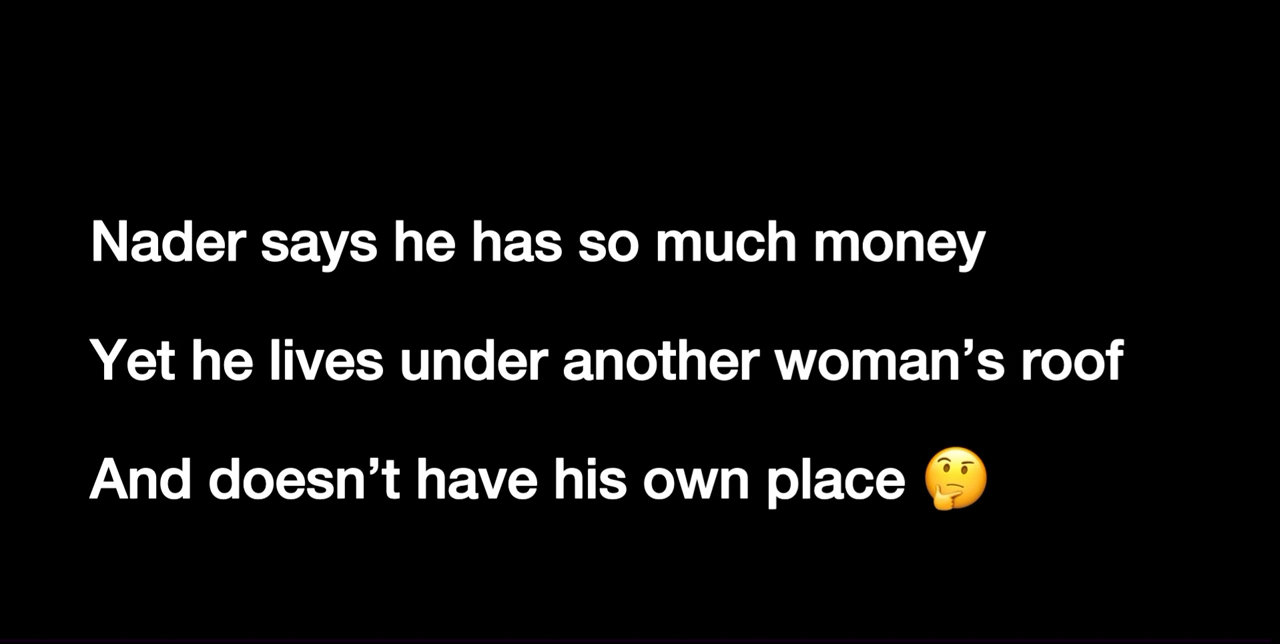 Nader says he has so much money
Yet he lives under another woman’s roof
And doesn’t have his own place 🤔